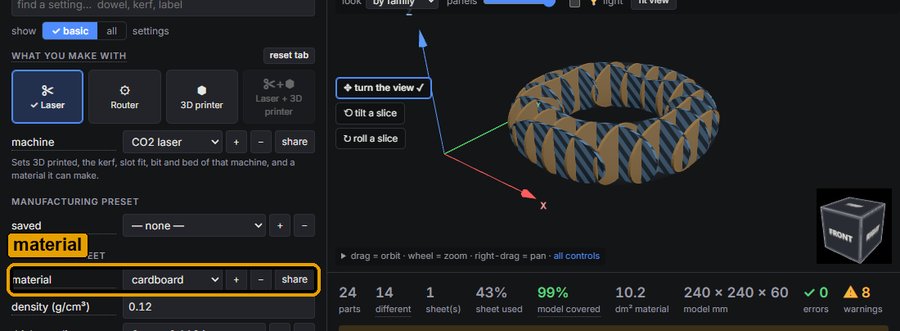 find a setting... dowel, kerf, label
show ✓ basic all settings
WHAT YOU MAKE WITH reset tab
✓ Laser
Router
3D printer
Laser + 3D printer
machine CO2 laser + − share
Sets 3D printed, the kerf, slot fit, bit and bed of that machine, and a
material it can make.
MANUFACTURING PRESET
saved — none — + −
material
EET
material cardboard + − share
density (g/cm³) 0.12
look by family panels light fit view
Z
✥ turn the view ✓
tilt a slice
↻ roll a slice
Y
X
FRONT
▶ drag = orbit · wheel = zoom · right-drag = pan · all controls
24 parts
14 different
1 sheet(s)
43% sheet used
99% model covered
10.2 dm² material
240 × 240 × 60 model mm
✓ 0 errors
⚠ 8 warnings